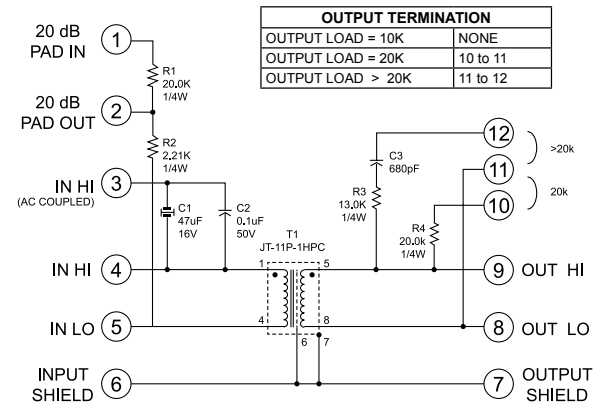 OUTPUT TERMINATION
OUTPUT LOAD = 10K NONE
OUTPUT LOAD = 20K 10 to 11
OUTPUT LOAD > 20K 11 to 12
20 dB
PAD IN
1
R1
20.0K
1/4W
20 dB
PAD OUT
2
R2
2.21K
1/4W
IN HI
(AC COUPLED)
3
C1
47uF
16V
C2
0.1uF
50V
C3
680pF
R3
13.0K
1/4W
R4
20.0k
1/4W
12
>20k
11
20k
10
T1
JT-11P-1HPC
IN HI
4
1
5
9
OUT HI
IN LO
5
4
8
8
OUT LO
6
7
INPUT
SHIELD
6
7
OUTPUT
SHIELD